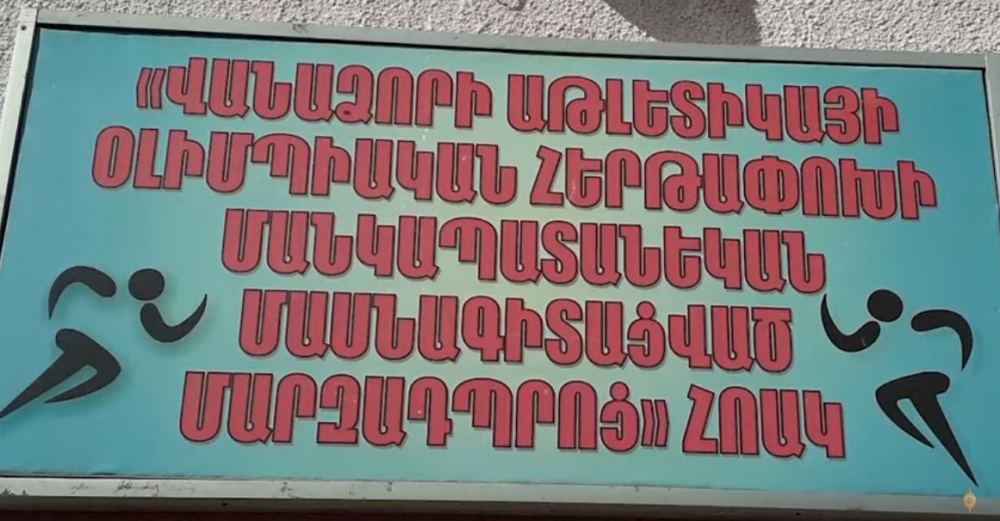 «ՎԱՆԱՁՈՐԻ ԱԹԼԵՏԻԿԱՅԻ
ՕԼԻՄՊԻԱԿԱՆ ՀԵՐԹԱՓՈԽԻ
ՄԱՆԿԱՊԱՏԱՆԵԿԱՆ
ՄԱՍՆԱԳԻՏԱՑՎԱԾ
ՄԱՐԶԱԴՊՐՈՑ» ՀՈԱԿ